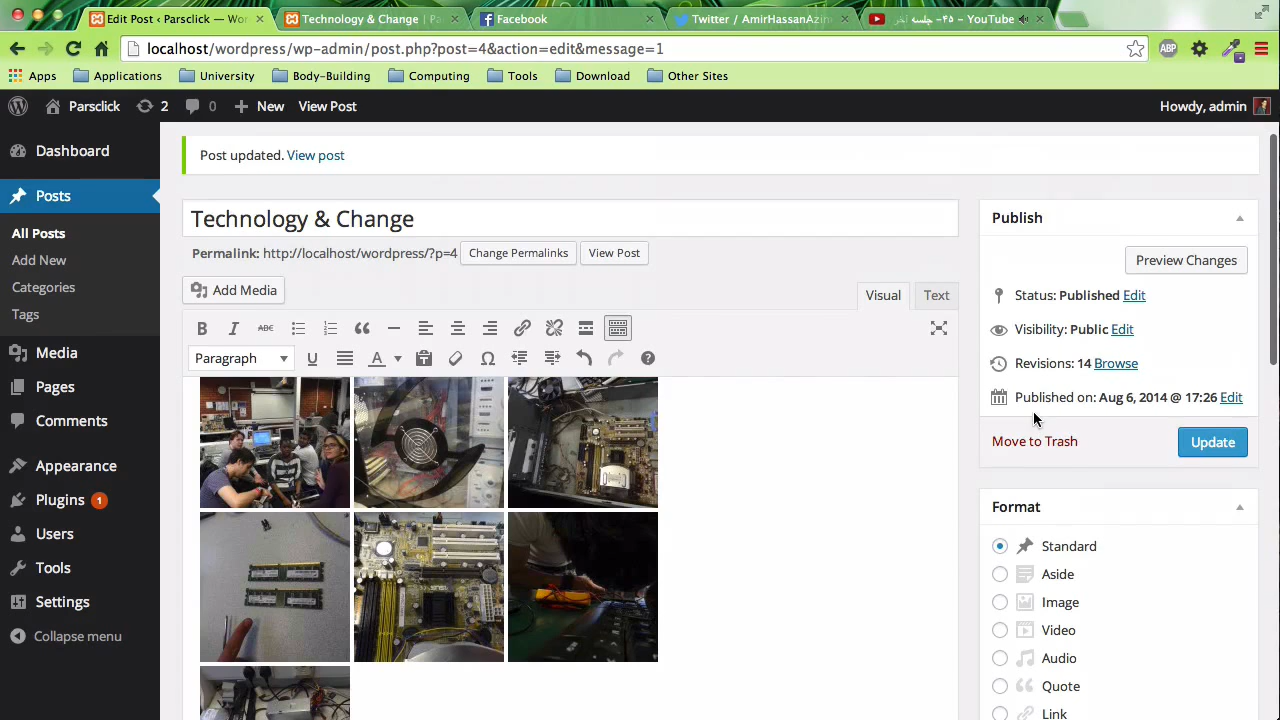 Edit Post ‹ Parsclick — Wor
Technology & Change | Pa
Facebook
Twitter / AmirHassanAzim
۴۵- جلسه آخر - YouTube
localhost/wordpress/wp-admin/post.php?post=4&action=edit&message=1
ABP
Apps Applications University Body-Building Computing Tools Download Other Sites
Parsclick 2 0 New View Post Howdy, admin
Dashboard
Posts
All Posts
Add New
Categories
Tags
Media
Pages
Comments
Appearance
Plugins 1
Users
Tools
Settings
Collapse menu
Post updated. View post
Technology & Change
Permalink: http://localhost/wordpress/?p=4 Change Permalinks View Post
Add Media
Visual Text
B I ABC
Paragraph U A Ω
Publish
Preview Changes
Status: Published Edit
Visibility: Public Edit
Revisions: 14 Browse
Published on: Aug 6, 2014 @ 17:26 Edit
Move to Trash Update
Format
Standard
Aside
Image
Video
Audio
Quote
Link